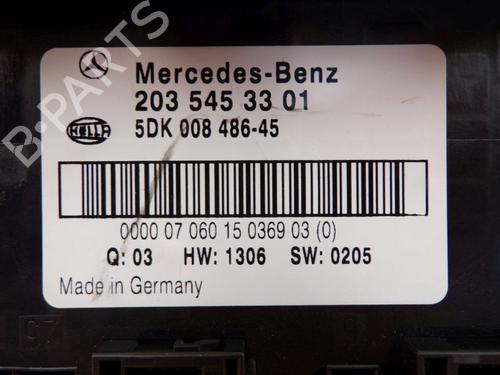 Mercedes-Benz
203 545 33 01
HELLA
5DK 008 486-45
0000 07 060 15 0369 03 (0)
Q: 03 HW: 1306 SW: 0205
Made in Germany
B-PARTS